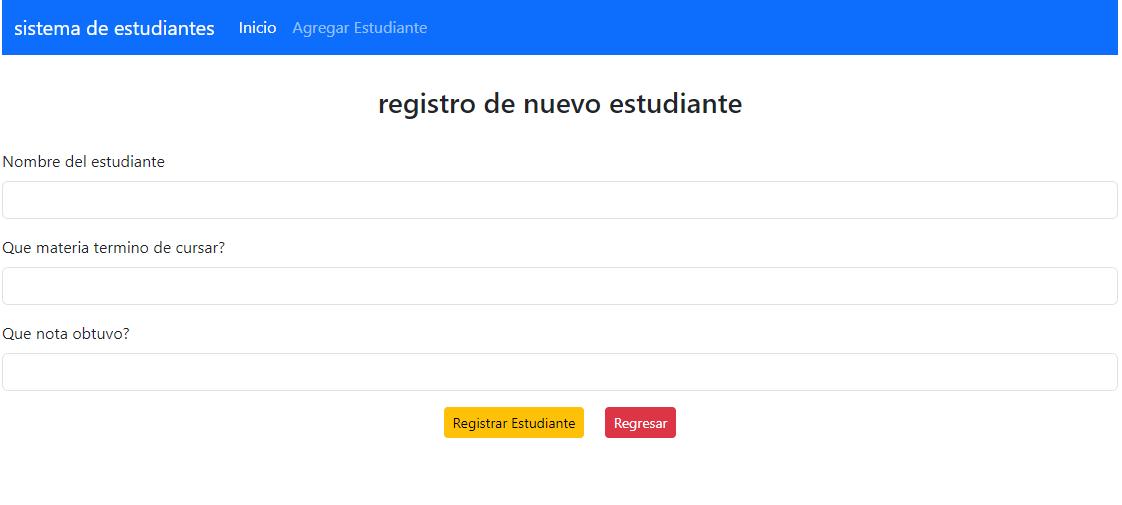 sistema de estudiantes Inicio Agregar Estudiante
registro de nuevo estudiante
Nombre del estudiante
Que materia termino de cursar?
Que nota obtuvo?
Registrar Estudiante Regresar